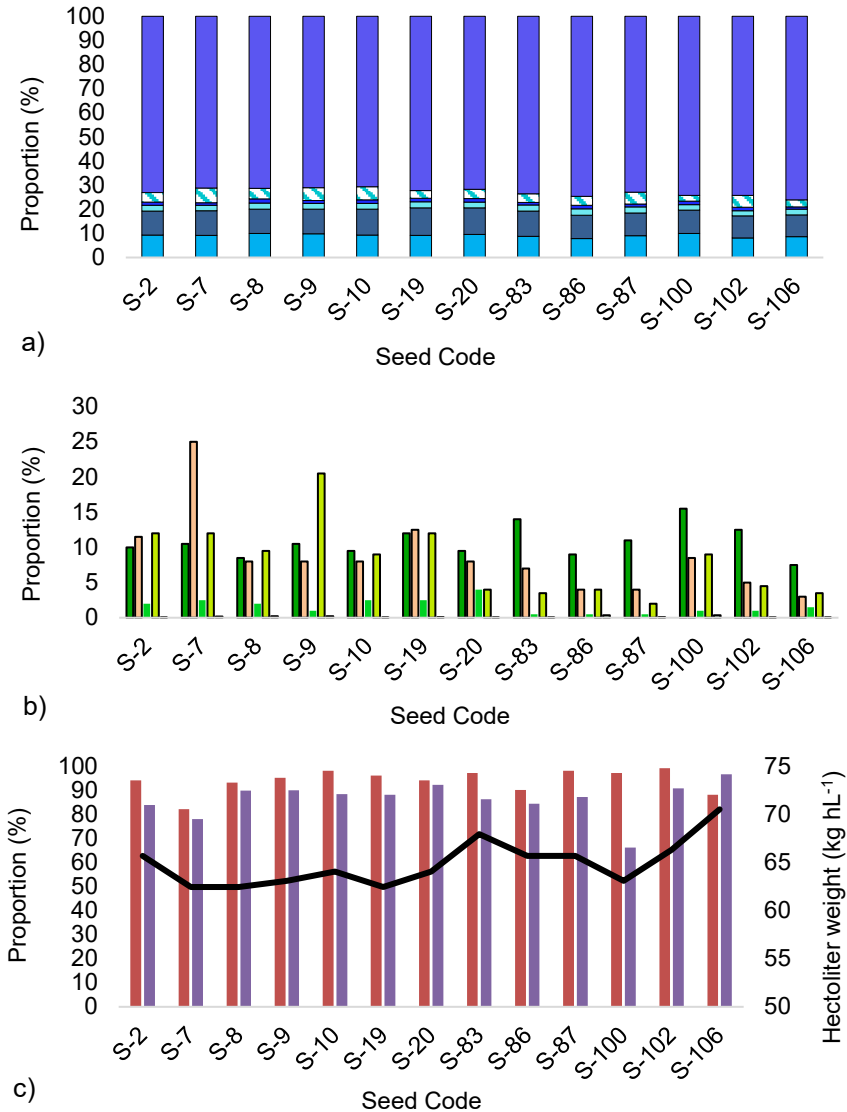 100
90
80
70
60
50
40
30
20
10
0
Proportion (%)
S-2 S-7 S-8 S-9 S-10 S-19 S-20 S-83 S-86 S-87 S-100 S-102 S-106
a)
Seed Code
30
25
20
15
10
5
0
Proportion (%)
S-2 S-7 S-8 S-9 S-10 S-19 S-20 S-83 S-86 S-87 S-100 S-102 S-106
b)
Seed Code
100
90
80
70
60
50
40
30
20
10
0
Proportion (%)
75
70
65
60
55
50
Hectoliter weight (kg hL⁻¹)
S-2 S-7 S-8 S-9 S-10 S-19 S-20 S-83 S-86 S-87 S-100 S-102 S-106
c)
Seed Code